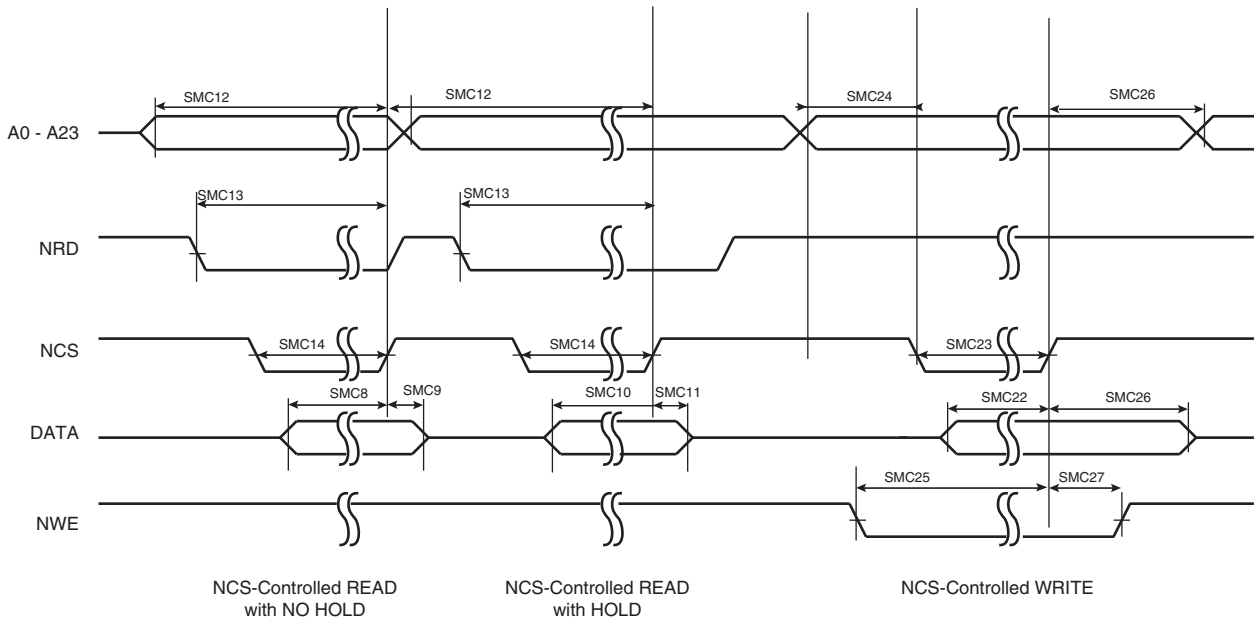 SMC12
SMC12
SMC24
SMC26
A0 - A23
SMC13
SMC13
NRD
NCS
SMC14
SMC14
SMC23
SMC8
SMC9
SMC10
SMC11
SMC22
SMC26
DATA
SMC25
SMC27
NWE
NCS-Controlled READ
with NO HOLD
NCS-Controlled READ
with HOLD
NCS-Controlled WRITE